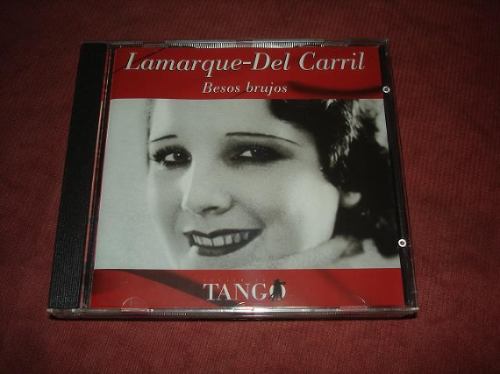 Lamarque-Del Carril
Besos brujos
TANGO